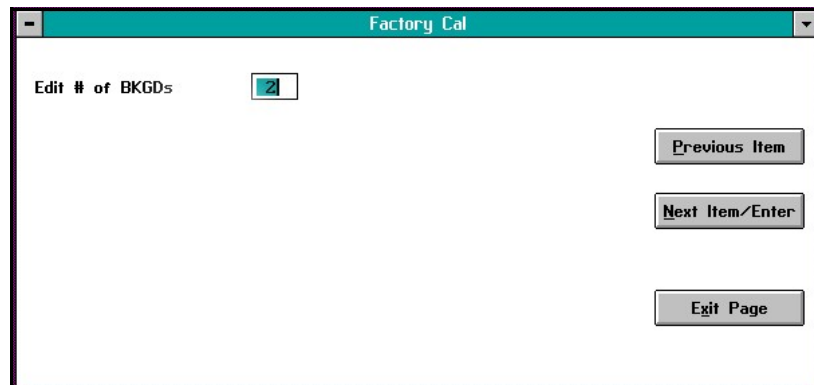 Factory Cal
Edit # of BKGDs 2
Previous Item
Next Item/Enter
Exit Page